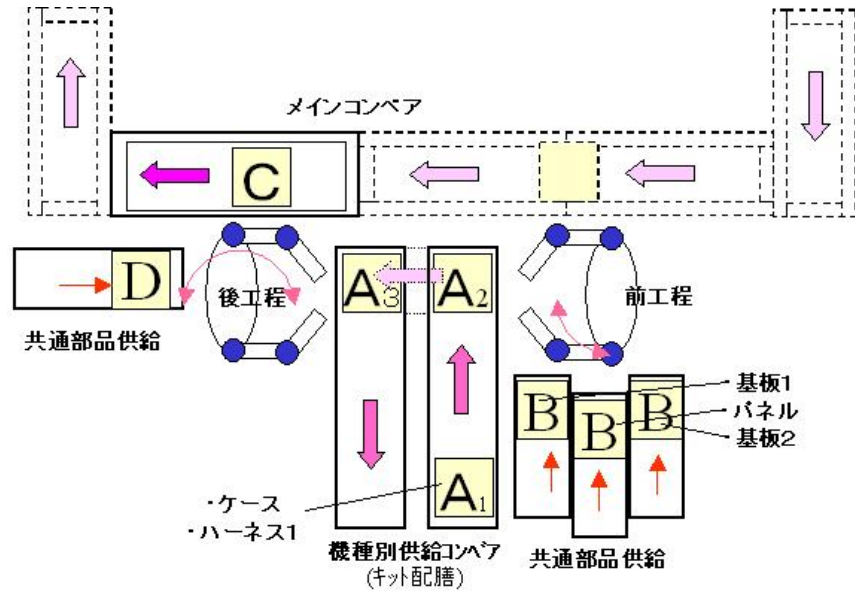 メインコンベア
C
D
A3
A2
後工程
前工程
共通部品供給
B
B
B
基板1
パネル
基板2
A1
・ケース
・ハーネス1
機種別供給コンベア
(キット配膳)
共通部品供給